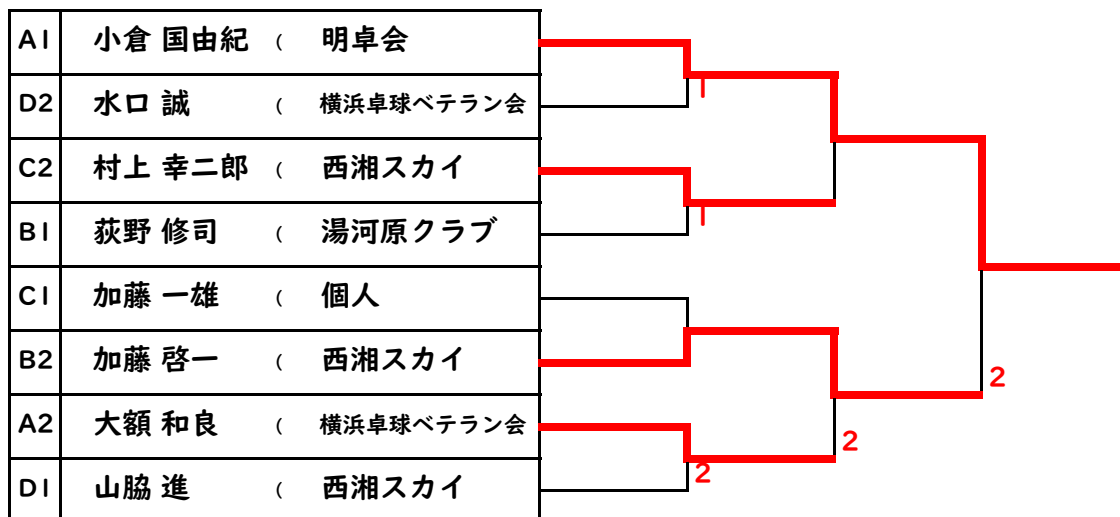 A1 小倉 国由紀 ( 明卓会
D2 水口 誠 ( 横浜卓球ベテラン会
1
C2 村上 幸二郎 ( 西湘スカイ
B1 荻野 修司 ( 湯河原クラブ
1
C1 加藤 一雄 ( 個人
B2 加藤 啓一 ( 西湘スカイ
2
A2 大額 和良 ( 横浜卓球ベテラン会
2
D1 山脇 進 ( 西湘スカイ
2